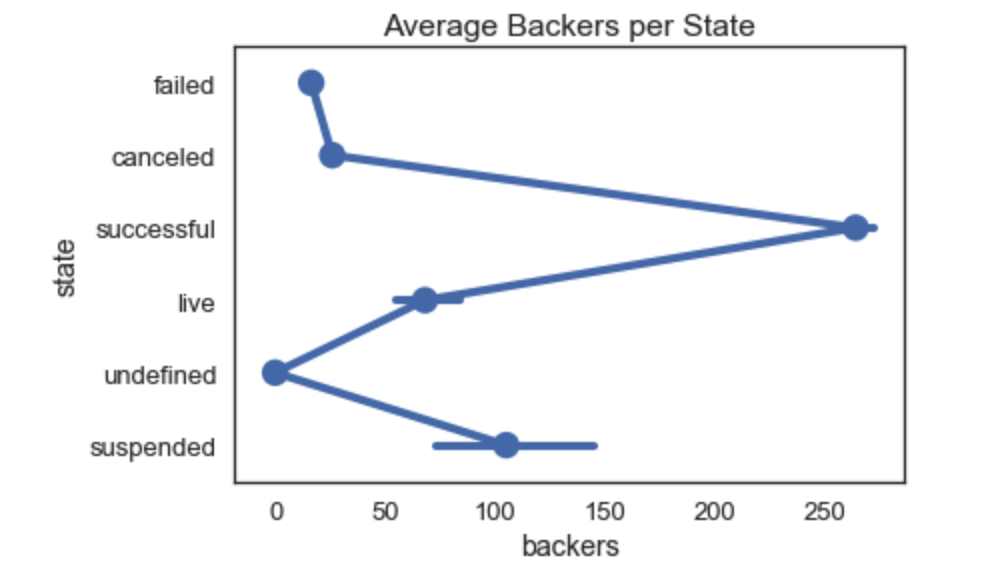 Average Backers per State
failed
canceled
successful
live
undefined
suspended
state
0 50 100 150 200 250
backers